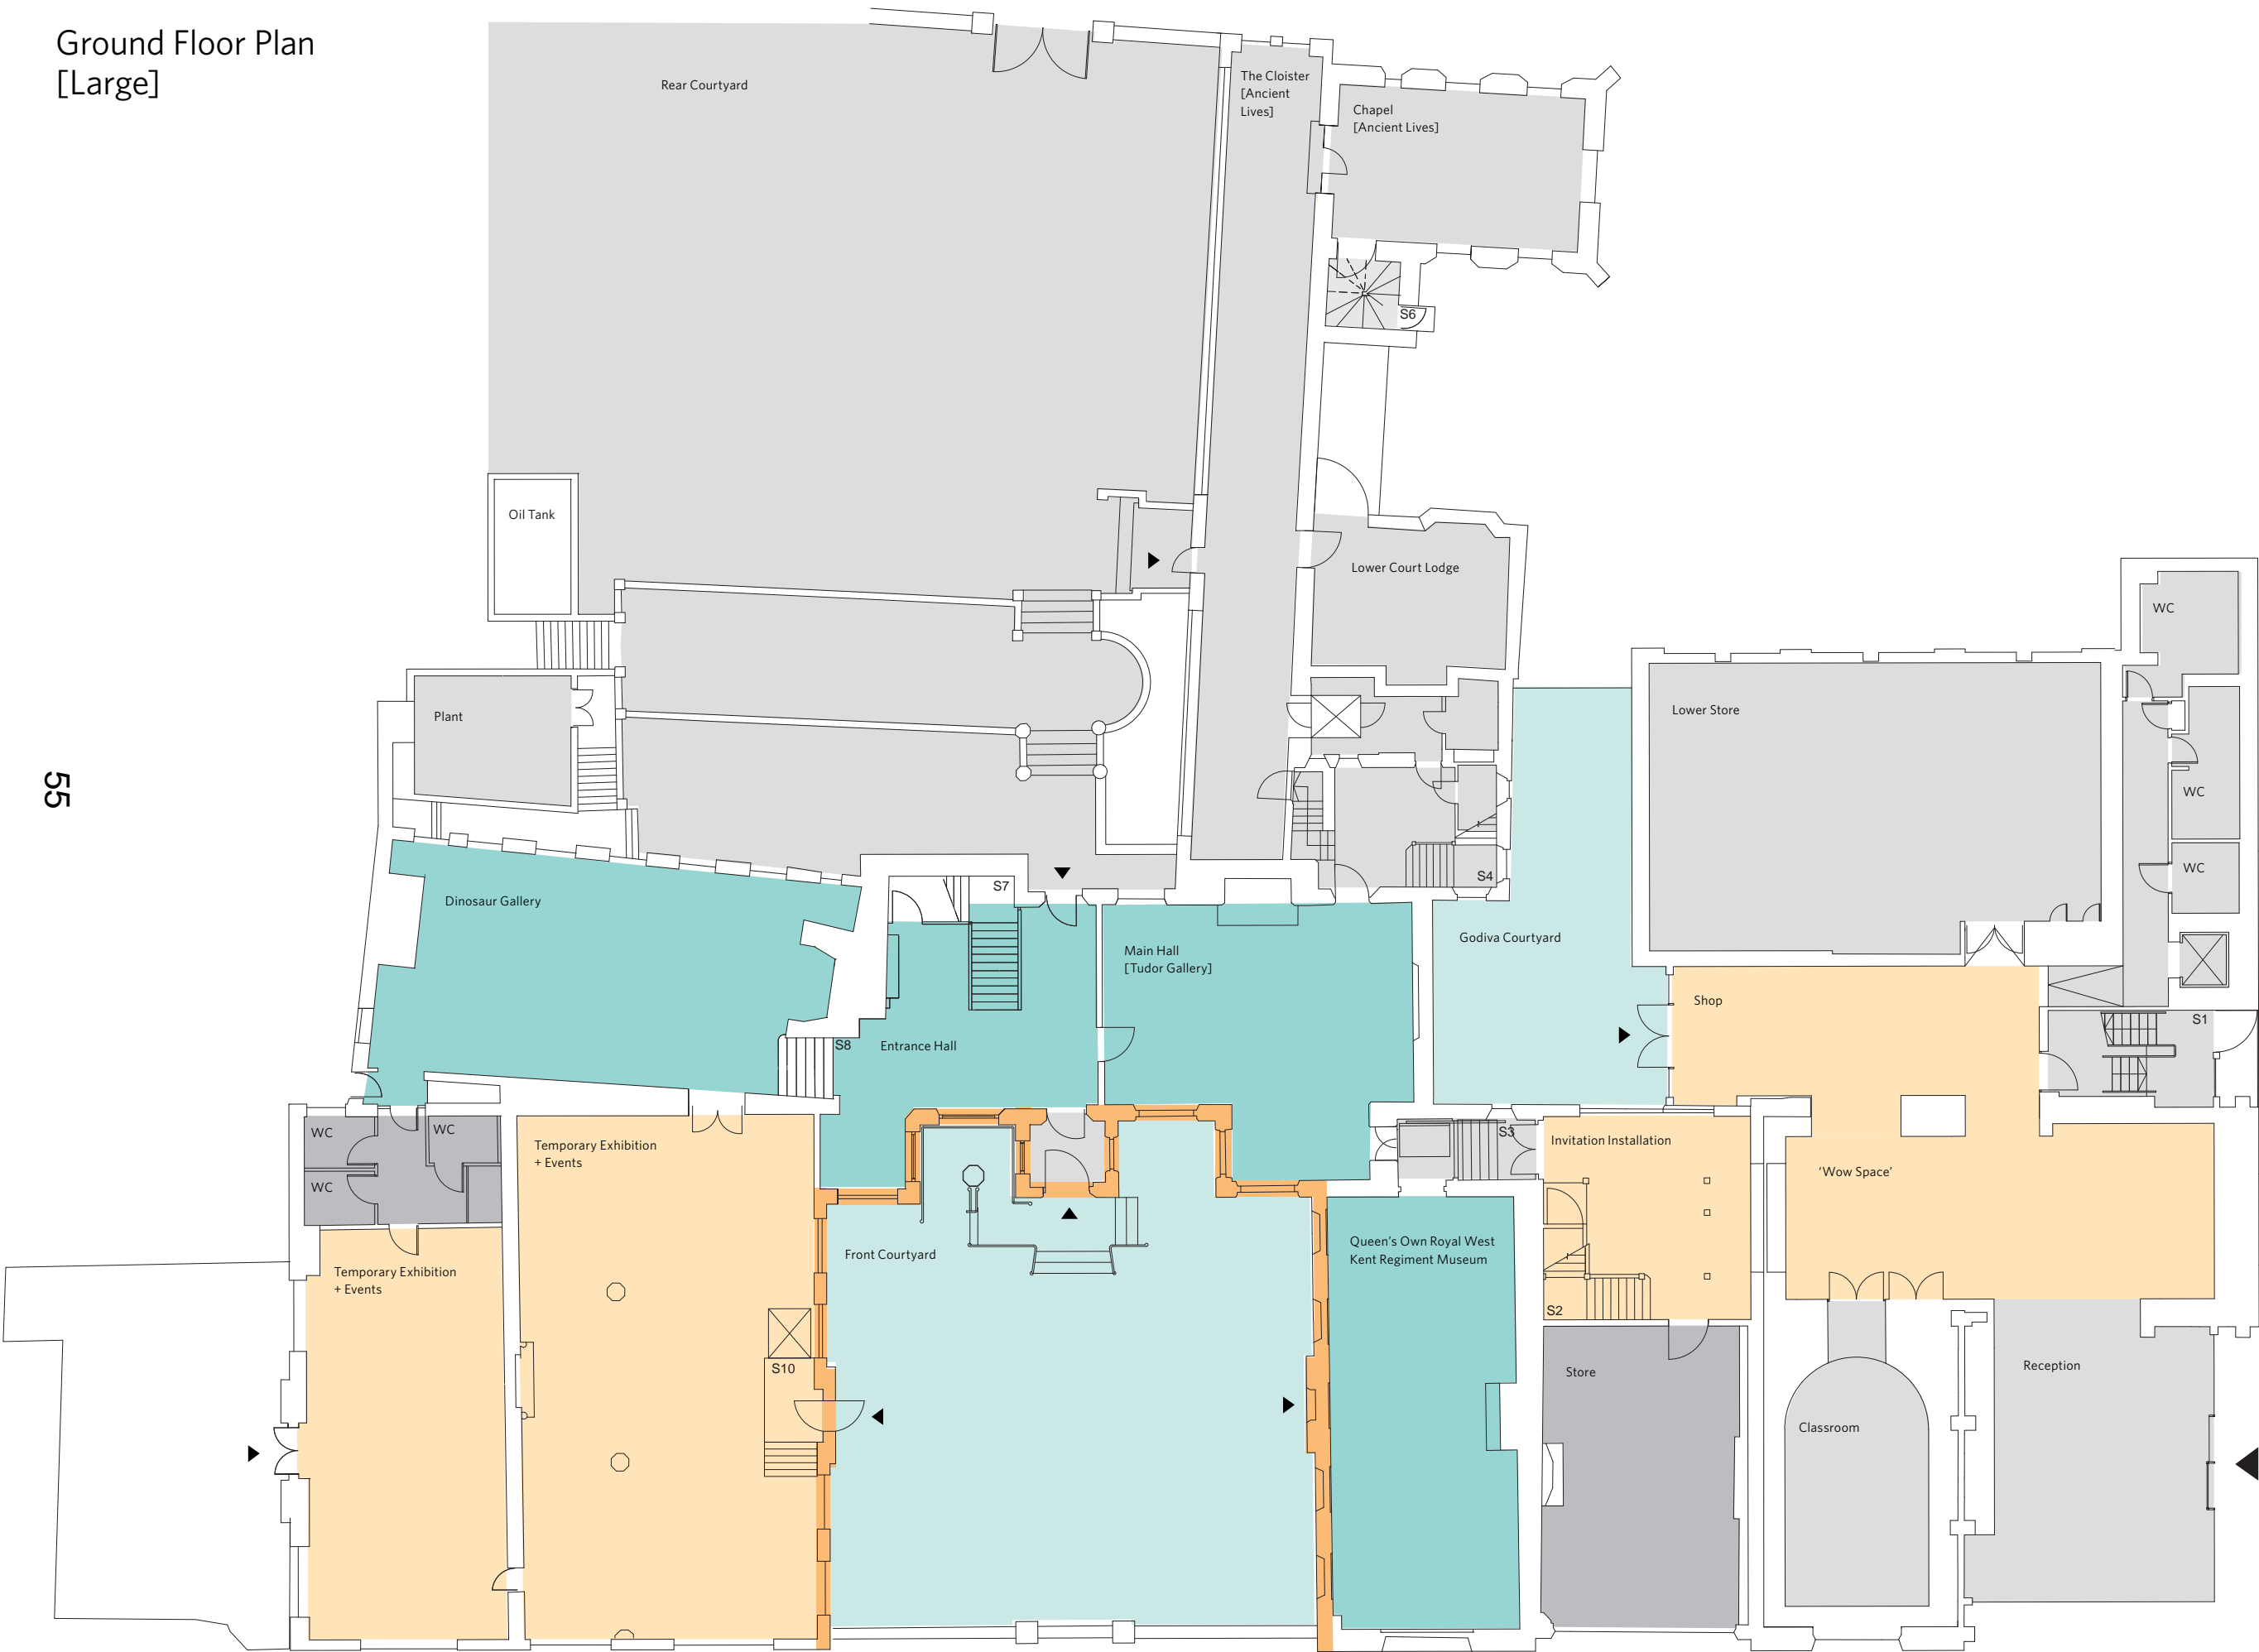 Ground Floor Plan
[Large]
Rear Courtyard
The Cloister
[Ancient
Lives]
Chapel
[Ancient Lives]
S6
Oil Tank
Lower Court Lodge
WC
Plant
Lower Store
55
WC
WC
S7
S4
Dinosaur Gallery
Main Hall
[Tudor Gallery]
Godiva Courtyard
Shop
S1
S8
Entrance Hall
WC
WC
WC
Temporary Exhibition
+ Events
S3
Invitation Installation
'Wow Space'
Temporary Exhibition
+ Events
Front Courtyard
Queen's Own Royal West
Kent Regiment Museum
S2
S10
Store
Reception
Classroom